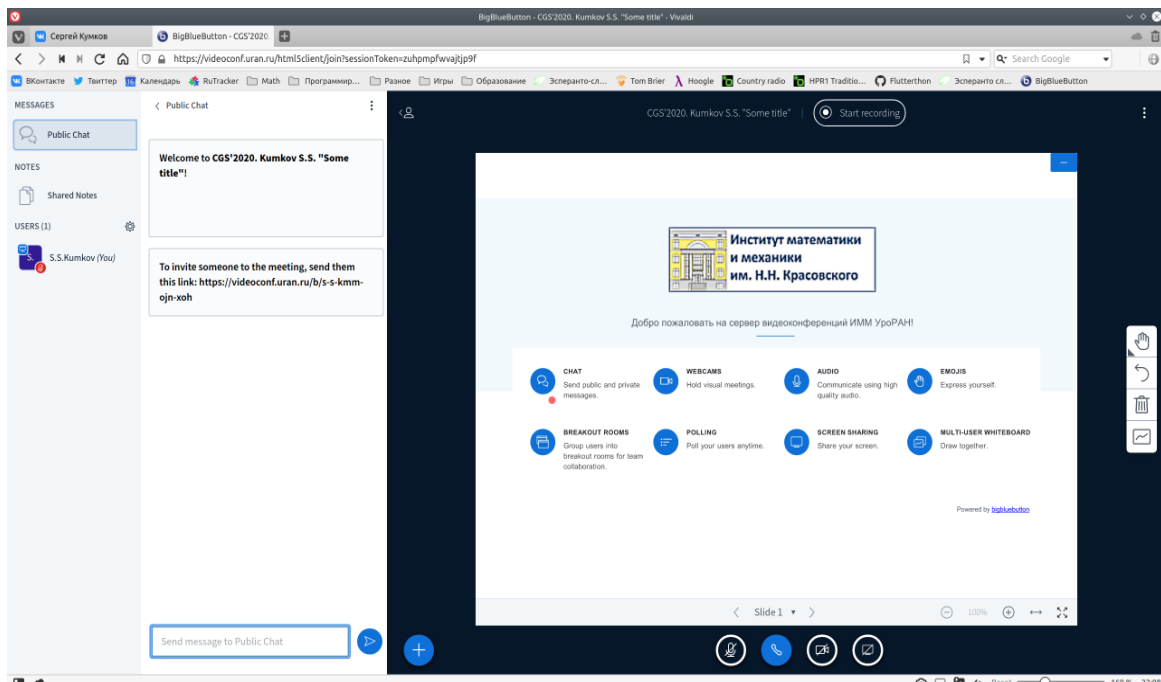 BigBlueButton - CGS'2020. Kumkov S.S. "Some title" - Vivaldi
Сергей Кумков
BigBlueButton - CGS'2020.
https://videoconf.uran.ru/html5client/join?sessionToken=zuhpmpfwvajtjp9f
Search Google
ВКонтакте
Твиттер
16
Календарь
RuTracker
Math
Программир...
Разное
Игры
Образование
Эсперанто-сл...
Tom Brier
Hoogle
Country radio
HPR1 Traditio...
Flutterthon
Эсперанто сл...
BigBlueButton
MESSAGES
Public Chat
NOTES
Shared Notes
USERS (1)
S.
S.S.Kumkov (You)
Public Chat
Welcome to CGS'2020. Kumkov S.S. "Some
title"!
To invite someone to the meeting, send them
this link: https://videoconf.uran.ru/b/s-s-kmm-
ojn-xoh
Send message to Public Chat
CGS'2020. Kumkov S.S. "Some title"
Start recording
Институт математики
и механики
им. Н.Н. Красовского
Добро пожаловать на сервер видеоконференций ИММ УроРАН!
CHAT
Send public and private
messages.
WEBCAMS
Hold visual meetings.
AUDIO
Communicate using high
quality audio.
EMOJIS
Express yourself.
BREAKOUT ROOMS
Group users into
breakout rooms for team
collaboration.
POLLING
Poll your users anytime.
SCREEN SHARING
Share your screen.
MULTI-USER WHITEBOARD
Draw together.
Powered by bigbluebutton
Slide 1
100%